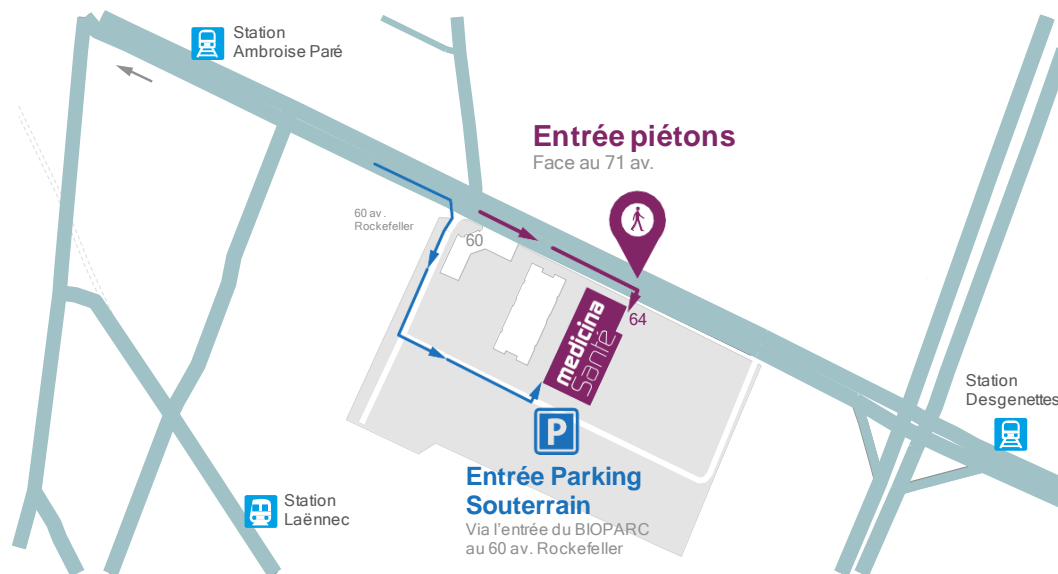 Station
Ambroise Paré
Entrée piétons
Face au 71 av.
60 av.
Rockefeller
60
64
medicina
Santé
Station
Desgenettes
P
Entrée Parking
Souterrain
Via l'entrée du BIOPARC
au 60 av. Rockefeller
Station
Laënnec